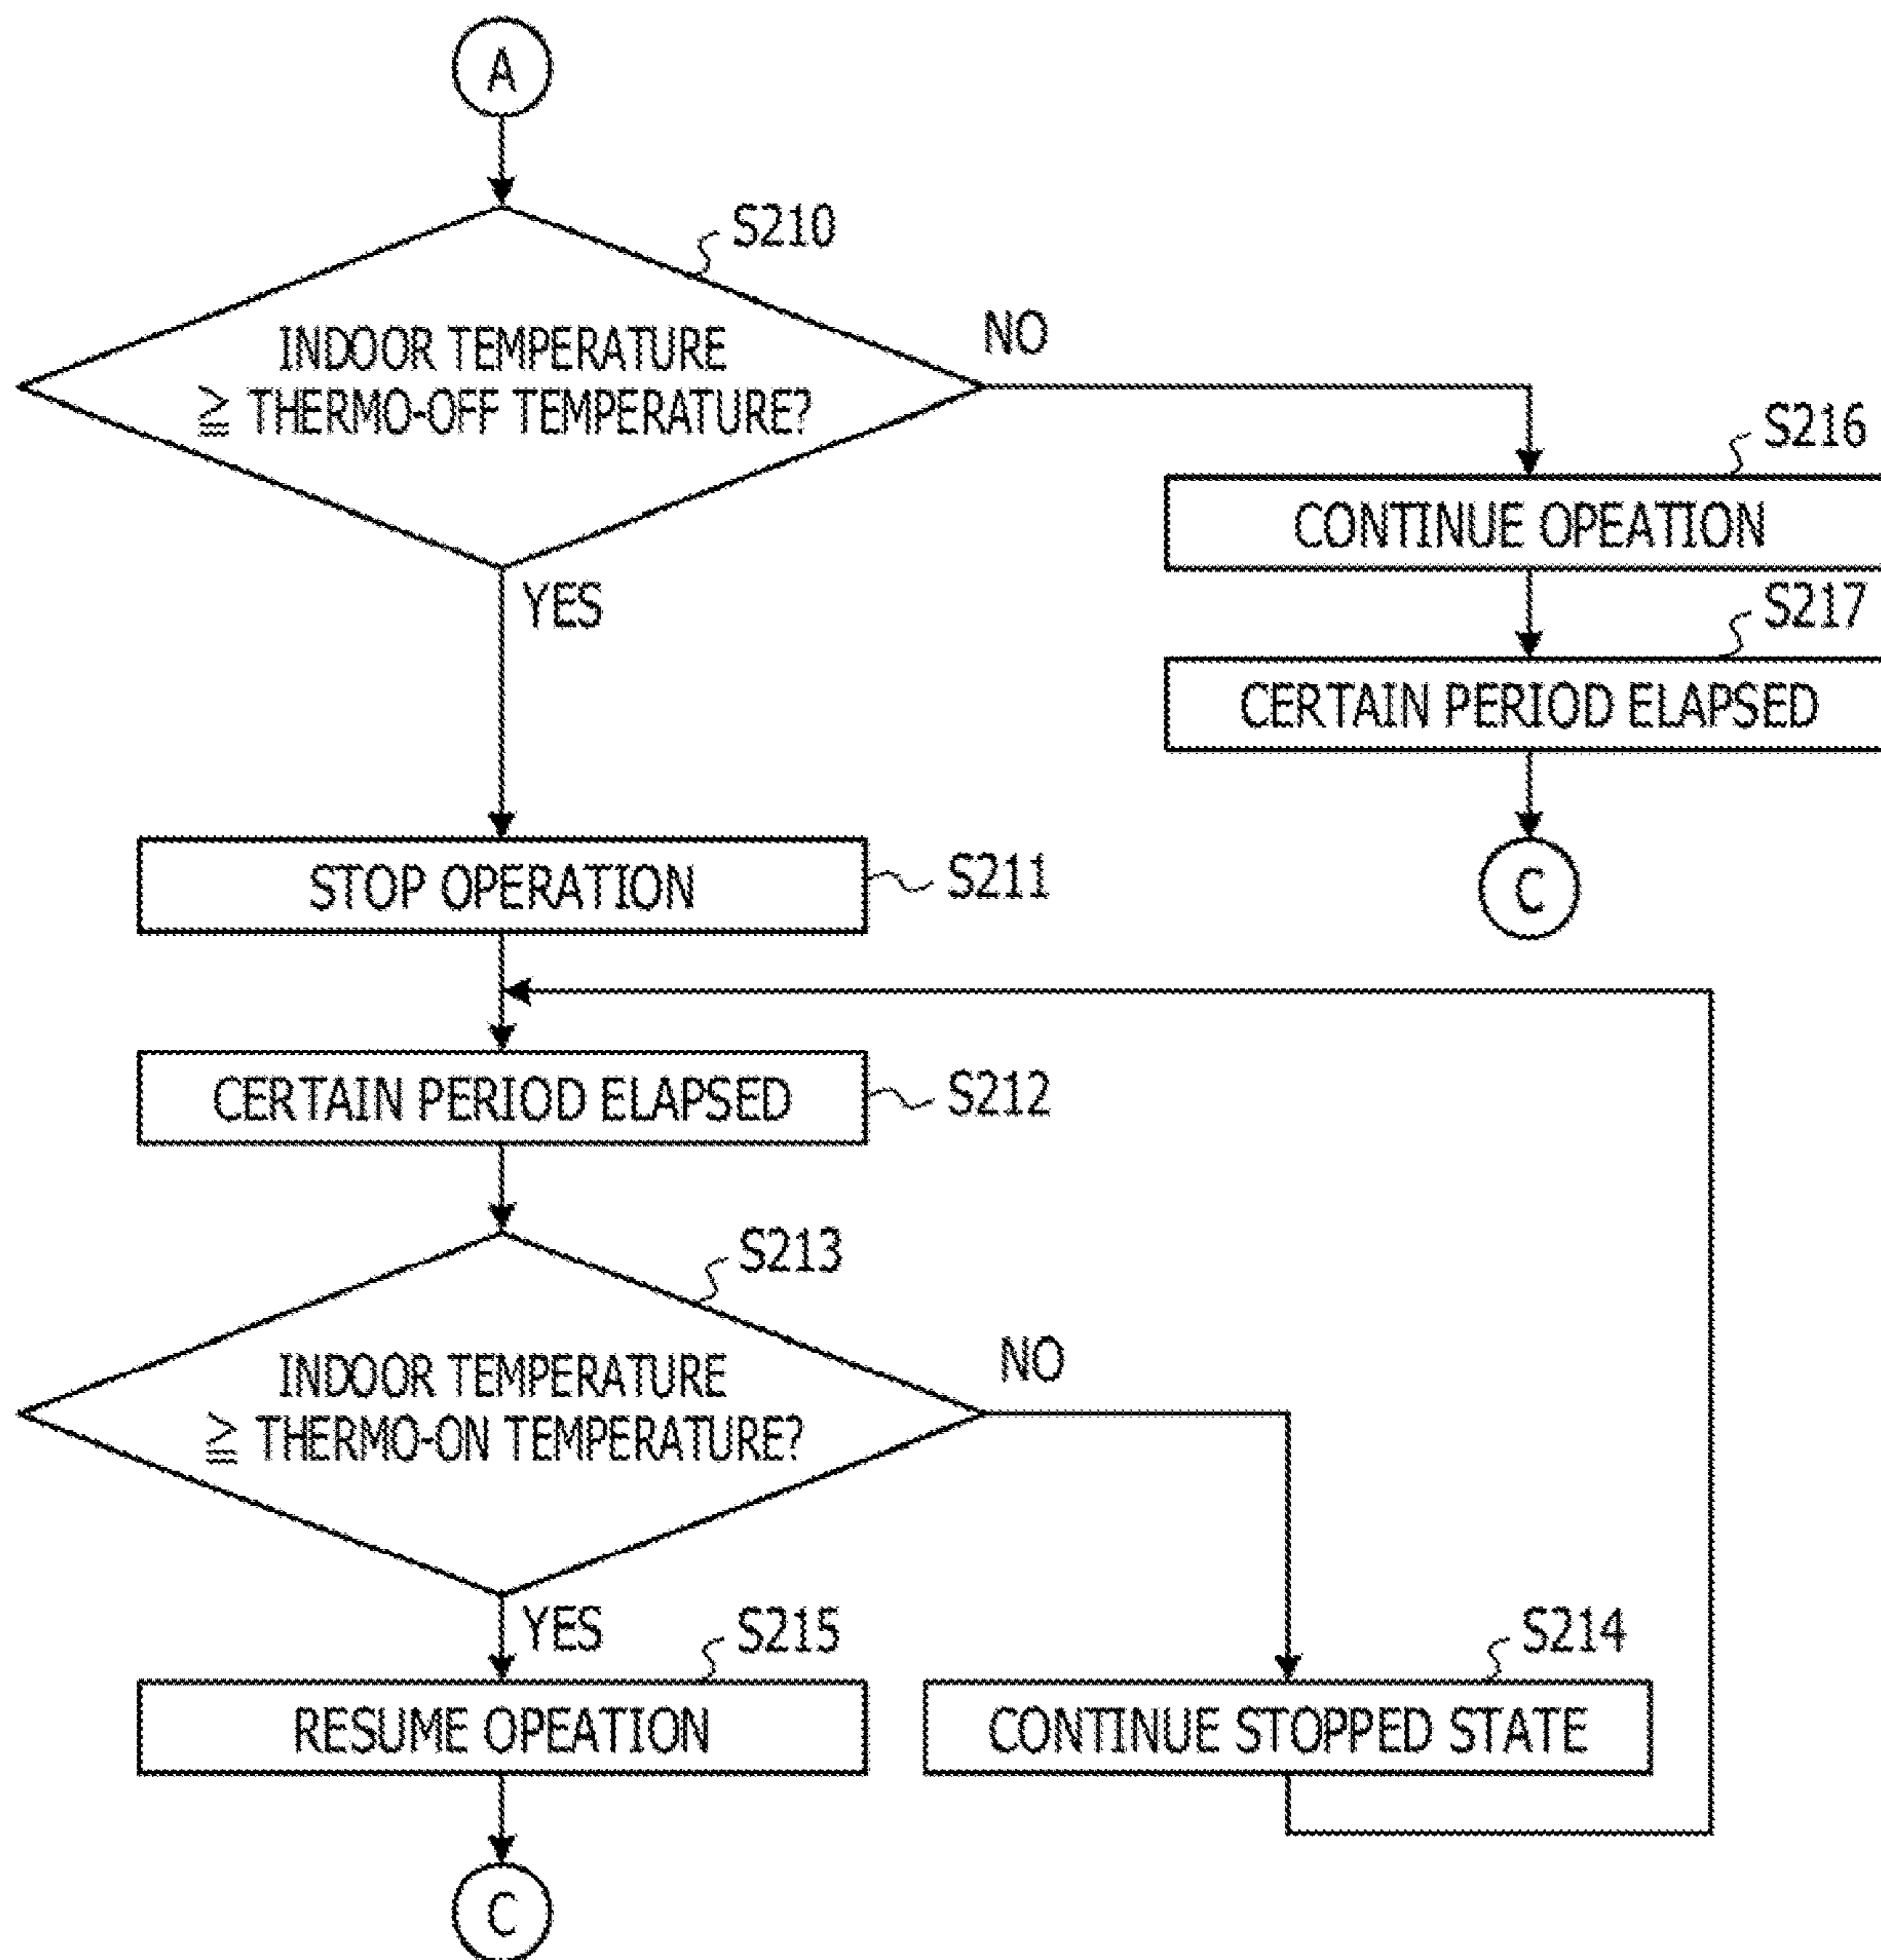 A
S210
INDOOR TEMPERATURE
≧ THERMO-OFF TEMPERATURE?
NO
YES
S216
CONTINUE OPEATION
S217
CERTAIN PERIOD ELAPSED
C
STOP OPERATION
S211
CERTAIN PERIOD ELAPSED
S212
S213
INDOOR TEMPERATURE
≧ THERMO-ON TEMPERATURE?
NO
YES
S215
RESUME OPEATION
S214
CONTINUE STOPPED STATE
C